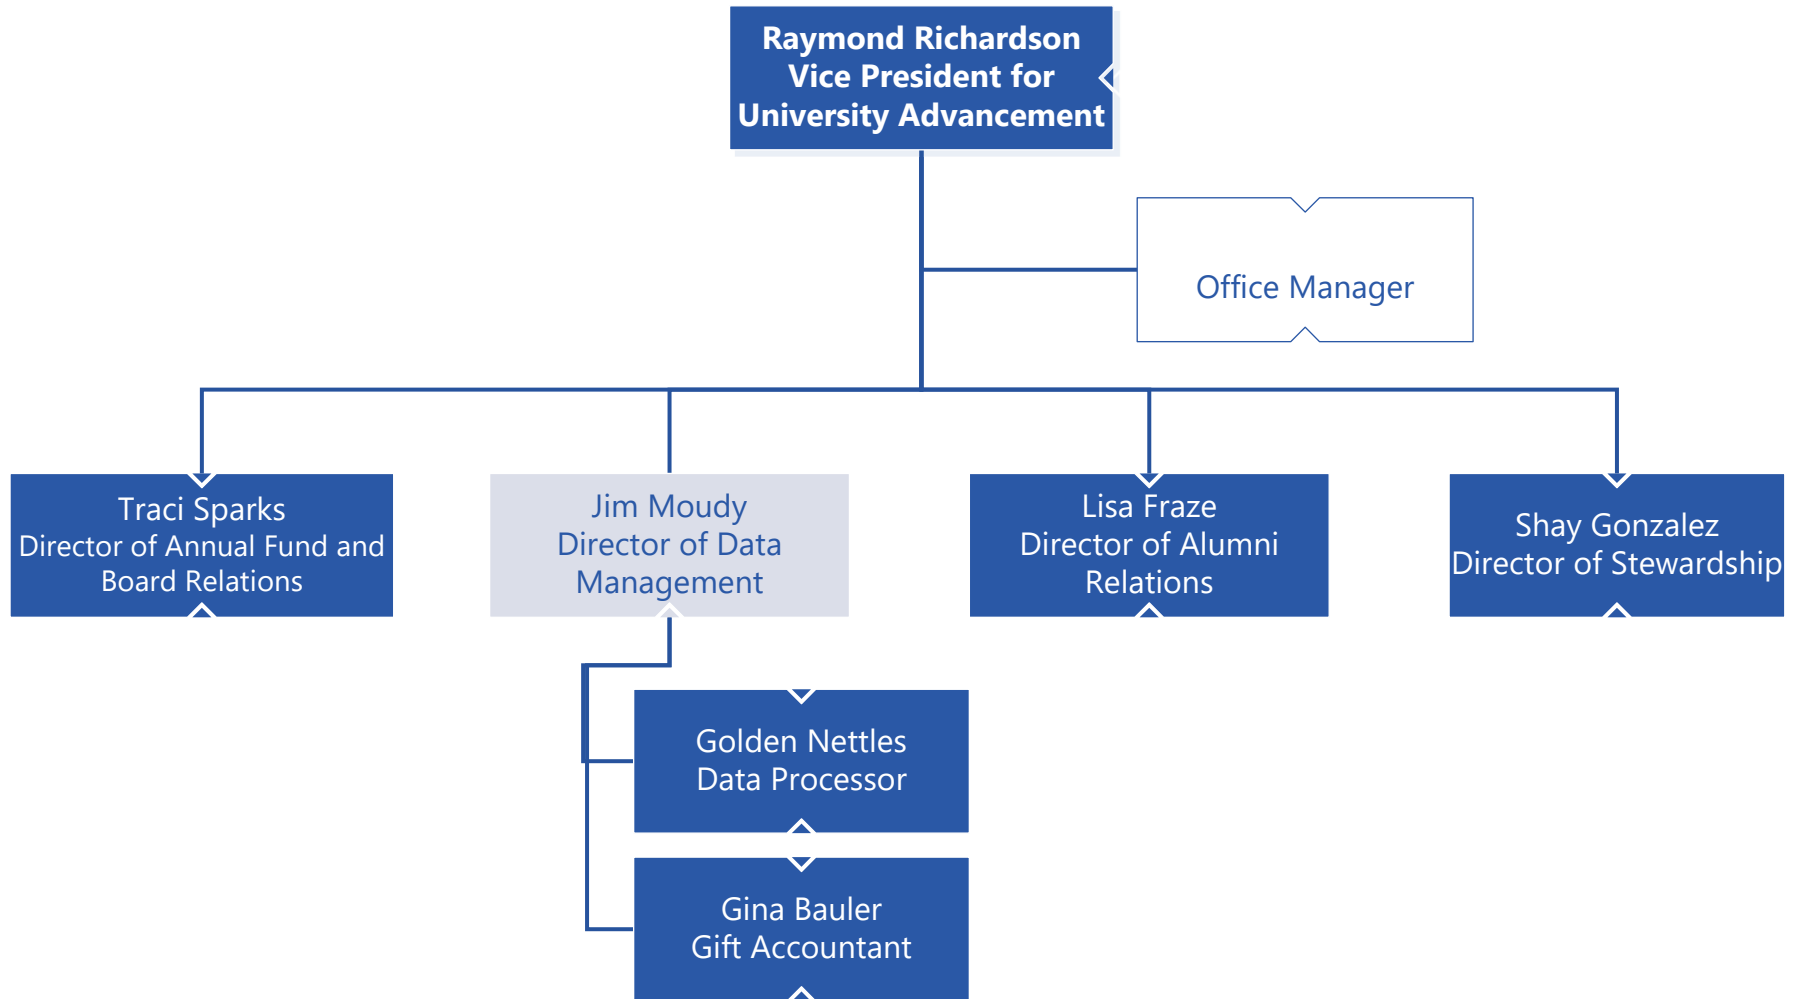 Raymond Richardson
Vice President for
University Advancement
Office Manager
Traci Sparks
Director of Annual Fund and
Board Relations
Jim Moudy
Director of Data
Management
Lisa Fraze
Director of Alumni
Relations
Shay Gonzalez
Director of Stewardship
Golden Nettles
Data Processor
Gina Bauler
Gift Accountant